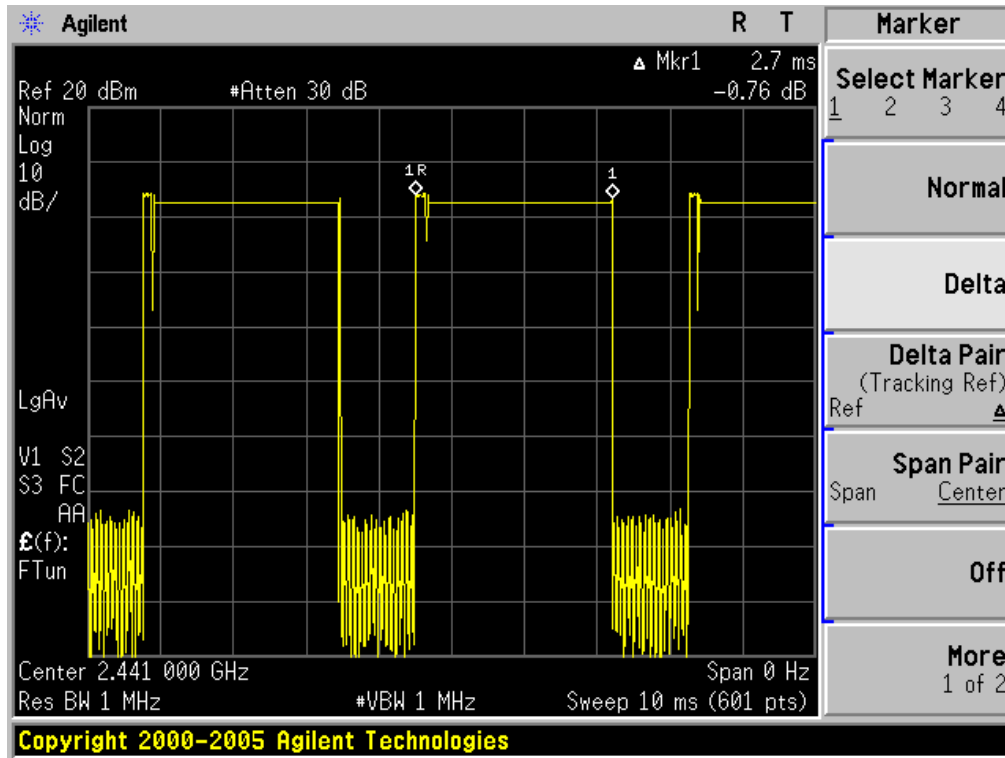 Agilent R T
Δ Mkr1 2.7 ms
Ref 20 dBm #Atten 30 dB -0.76 dB
Norm
Log
10
dB/
1R
1
LgAv
V1 S2
S3 FC
AA
£(f):
FTun
Center 2.441 000 GHz Span 0 Hz
Res BW 1 MHz #VBW 1 MHz Sweep 10 ms (601 pts)
Copyright 2000-2005 Agilent Technologies
Marker
Select Marker
1 2 3 4
Normal
Delta
Delta Pair
(Tracking Ref)
Ref Δ
Span Pair
Span Center
Off
More
1 of 2